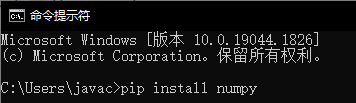 命令提示符
Microsoft Windows [版本 10.0.19044.1826]
(c) Microsoft Corporation。保留所有权利。
C:\Users\javac>pip install numpy